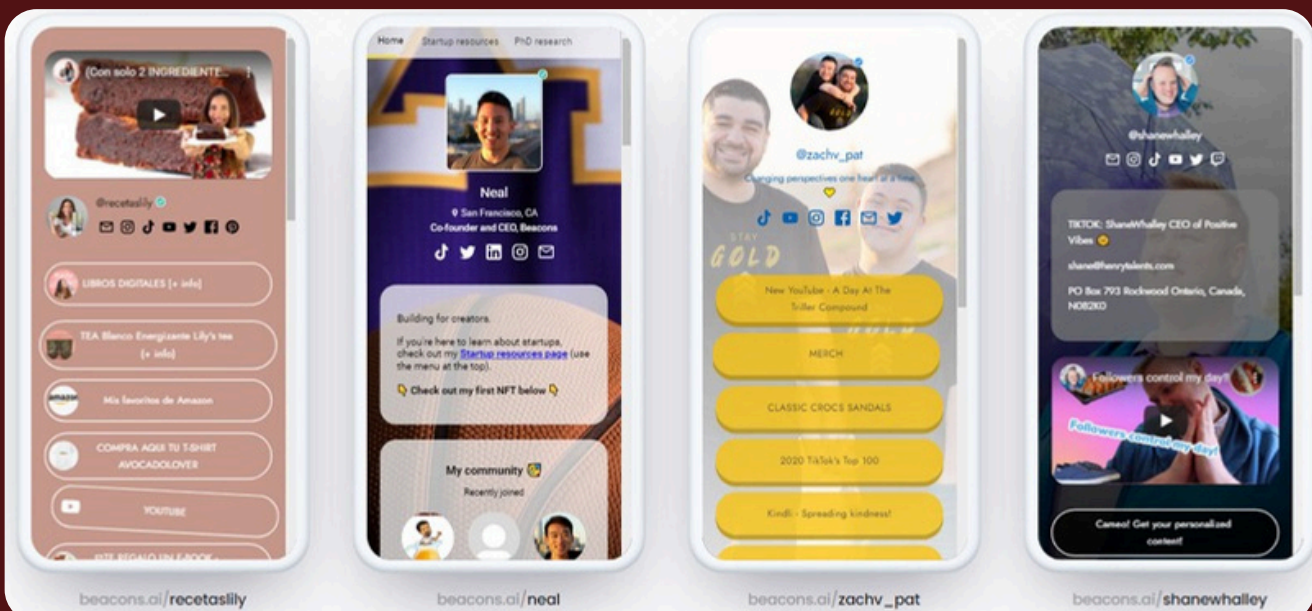 (Con solo 2 INGREDIENTE...
@recetaslily
LIBROS DIGITALES [+ info]
TEA Blanco Energizante Lily's tea
(+ info)
amazon
Mis favoritos de Amazon
COMPRA AQUI TU T-SHIRT
AVOCADOLOVER
YOUTUBE
beacons.ai/recetaslily
Home Startup resources PhD research
Neal
San Francisco, CA
Co-founder and CEO, Beacons
Building for creators.
If you're here to learn about startups,
check out my Startup resources page (use
the menu at the top).
👇 Check out my first NFT below 👇
My community
Recently joined
beacons.ai/neal
@zachv_pat
Changing perspectives one heart at a time
💛
STAY
GOLD
New YouTube - A Day At The
Triller Compound
MERCH
CLASSIC CROCS SANDALS
2020 TikTok's Top 100
Kindli - Spreading kindness!
beacons.ai/zachv_pat
@shanewhalley
TIKTOK: ShaneWhalley CEO of Positive
Vibes
shane@henrytalents.com
PO Box 793 Rockwood Ontario, Canada,
N0B2K0
Followers control my day!!
Followers control my day!
Cameo! Get your personalized
content!
beacons.ai/shanewhalley